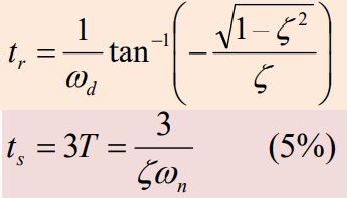 t_r = \frac{1}{\omega_d} \tan^{-1}\left(-\frac{\sqrt{1-\zeta^2}}{\zeta}\right)
t_s = 3T = \frac{3}{\zeta\omega_n} (5%)